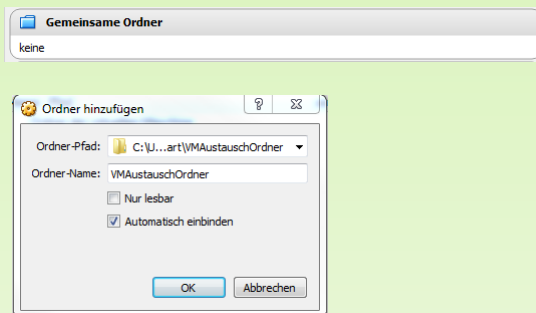 Gemeinsame Ordner
keine
Ordner hinzufügen
Ordner-Pfad: C:\U...art\VMAustauschOrdner
Ordner-Name: VMAustauschOrdner
Nur lesbar
Automatisch einbinden
OK Abbrechen